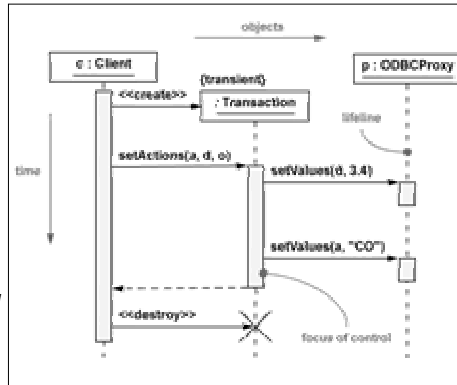 objects
c : Client
p : ODBCProxy
{transient}
<<create>>
: Transaction
lifeline
setActions(a, d, o)
time
setValues(d, 3.4)
setValues(a, "CO")
<<destroy>>
focus of control